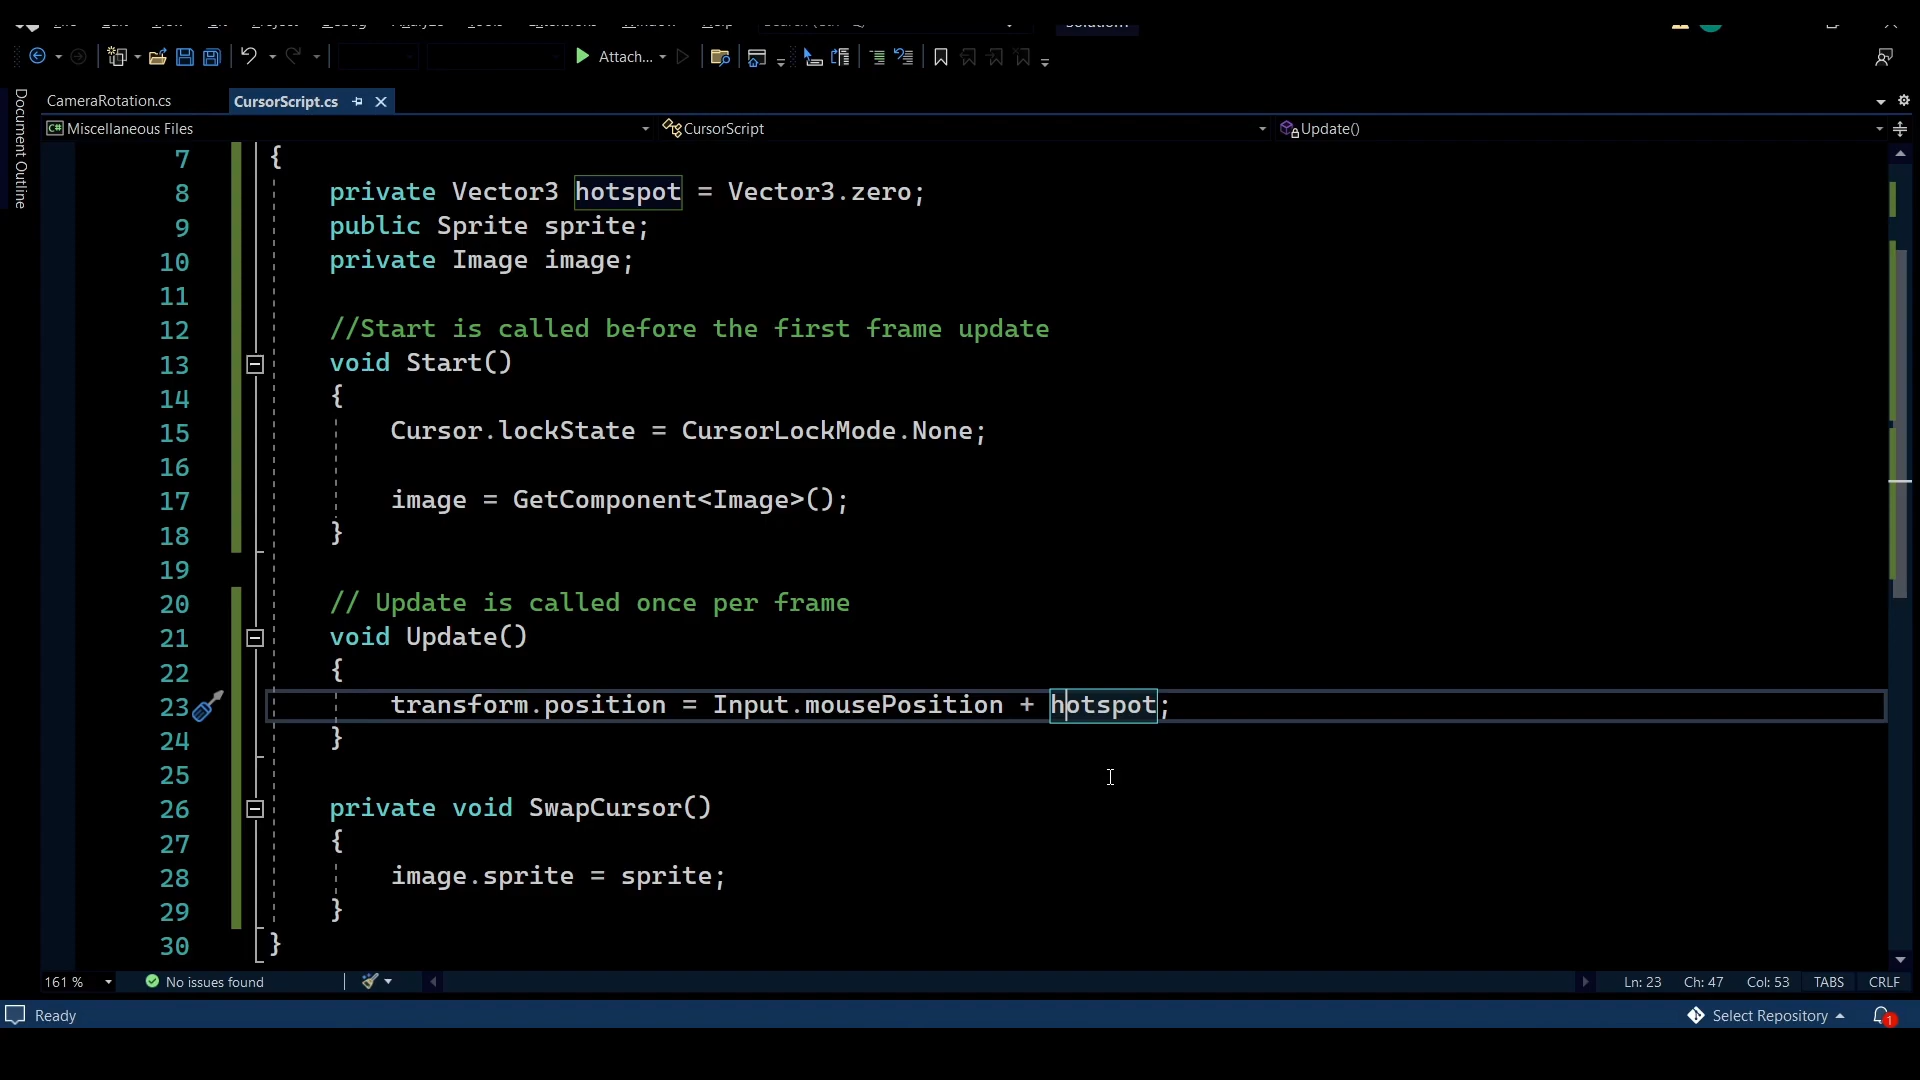 Attach...
CameraRotation.cs
CursorScript.cs
Document Outline
C# Miscellaneous Files
CursorScript
Update()
7 {
8 private Vector3 hotspot = Vector3.zero;
9 public Sprite sprite;
10 private Image image;
11
12 //Start is called before the first frame update
13 void Start()
14 {
15 Cursor.lockState = CursorLockMode.None;
16
17 image = GetComponent<Image>();
18 }
19
20 // Update is called once per frame
21 void Update()
22 {
23 transform.position = Input.mousePosition + hotspot;
24 }
25
26 private void SwapCursor()
27 {
28 image.sprite = sprite;
29 }
30 }
161 % No issues found Ln: 23 Ch: 47 Col: 53 TABS CRLF
Ready Select Repository 1